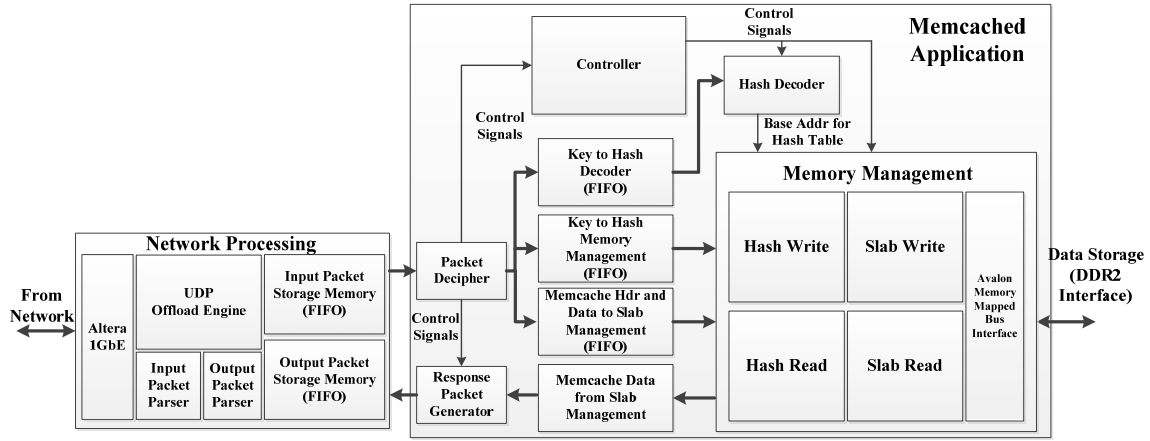 From
Network
Network Processing
Altera
1GbE
UDP
Offload Engine
Input Packet
Storage Memory
(FIFO)
Input
Packet
Parser
Output
Packet
Parser
Output Packet
Storage Memory
(FIFO)
Memcached
Application
Controller
Control
Signals
Hash Decoder
Control
Signals
Base Addr for
Hash Table
Key to Hash
Decoder
(FIFO)
Key to Hash
Memory
Management
(FIFO)
Packet
Decipher
Memcache Hdr and
Data to Slab
Management
(FIFO)
Control
Signals
Response
Packet
Generator
Memcache Data
from Slab
Management
Memory Management
Hash Write
Slab Write
Hash Read
Slab Read
Avalon
Memory
Mapped
Bus
Interface
Data Storage
(DDR2
Interface)